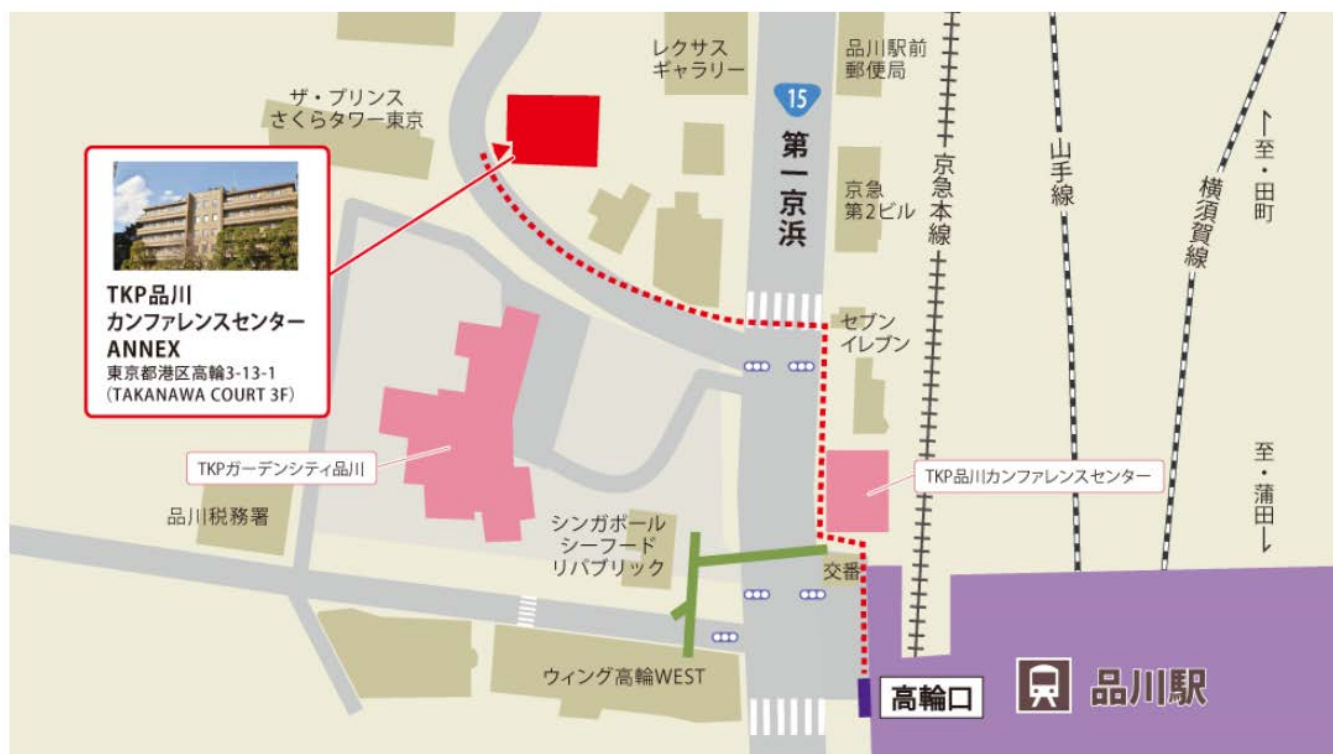 レクサス
ギャラリー
品川駅前
郵便局
ザ・プリンス
さくらタワー東京
15
第一京浜
京急本線
山手線
横須賀線
↑至・田町
京急
第2ビル
TKP品川
カンファレンスセンター
ANNEX
東京都港区高輪3-13-1
(TAKANAWA COURT 3F)
セブン
イレブン
TKPガーデンシティ品川
TKP品川カンファレンスセンター
至・蒲田↓
品川税務署
シンガポール
シーフード
リパブリック
交番
ウィング高輪WEST
高輪口
品川駅